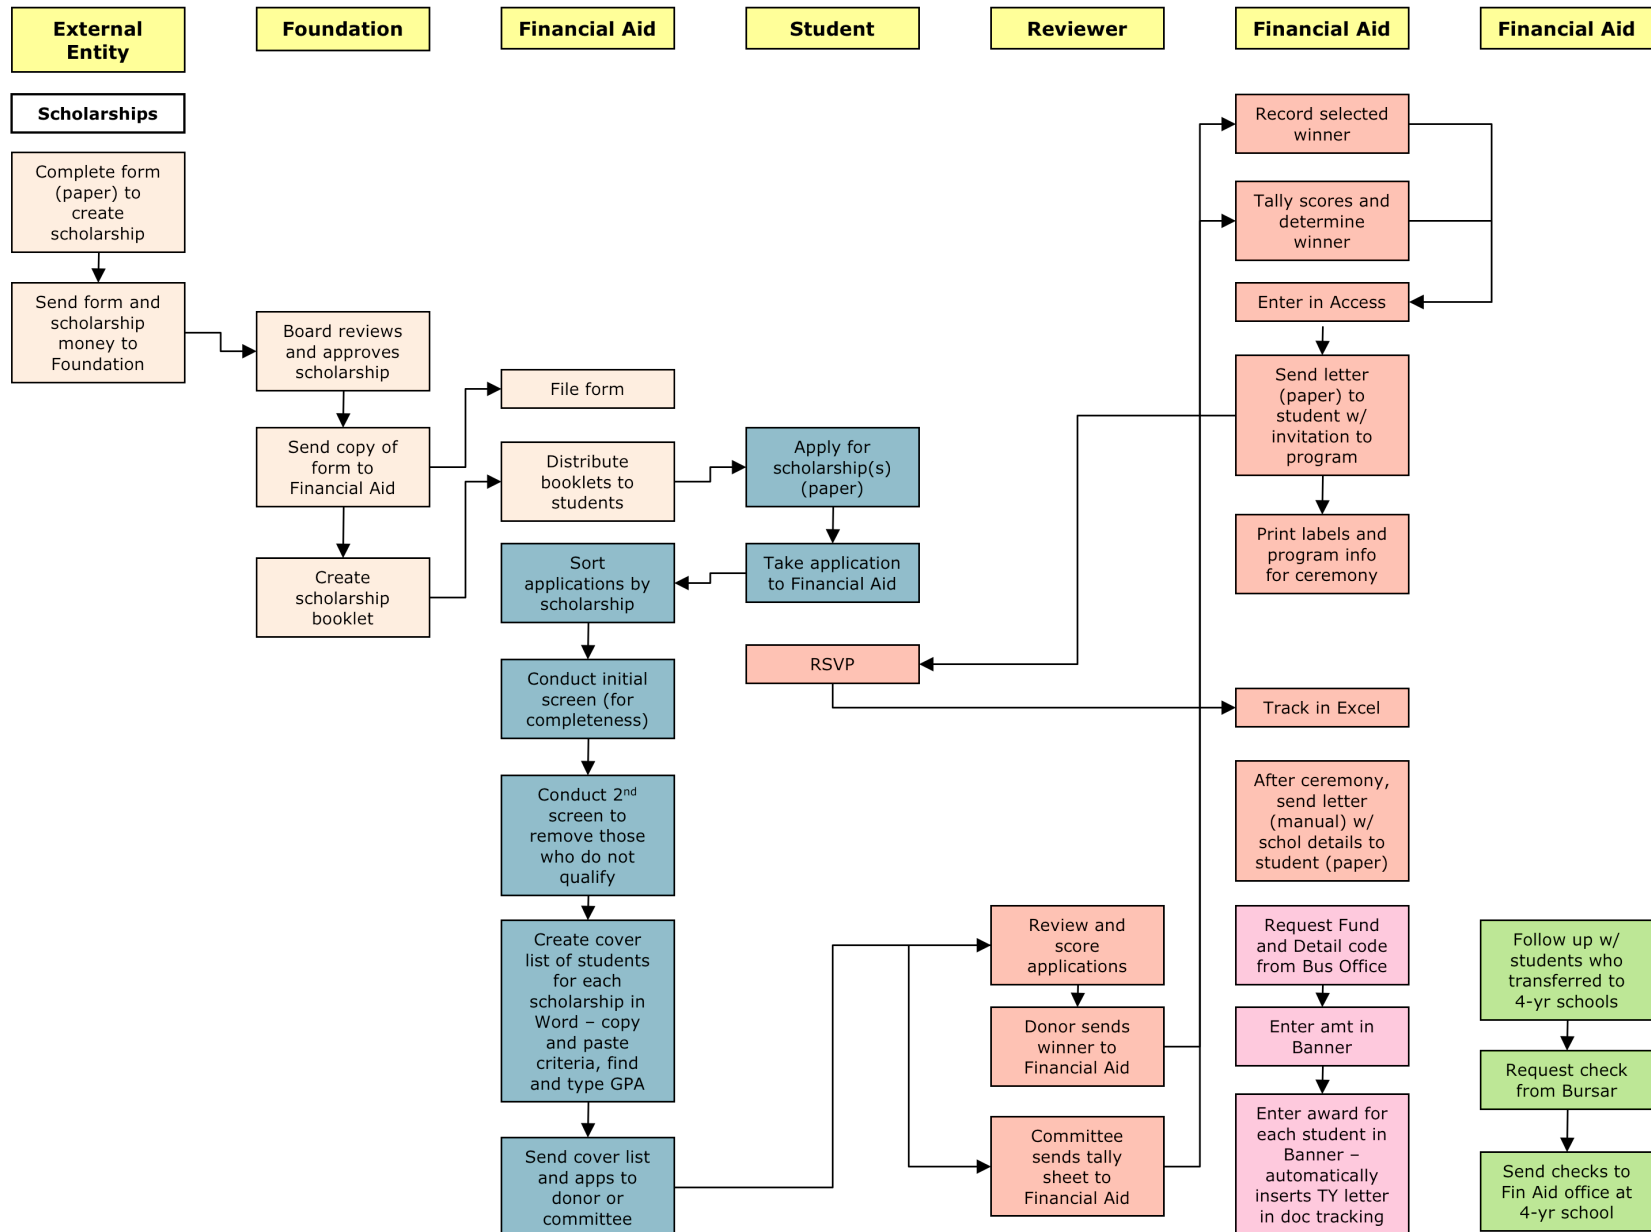 External
Entity
Foundation
Financial Aid
Student
Reviewer
Financial Aid
Financial Aid
Scholarships
Complete form
(paper) to
create
scholarship
Send form and
scholarship
money to
Foundation
Board reviews
and approves
scholarship
Send copy of
form to
Financial Aid
Create
scholarship
booklet
File form
Distribute
booklets to
students
Sort
applications by
scholarship
Conduct initial
screen (for
completeness)
Conduct 2nd
screen to
remove those
who do not
qualify
Create cover
list of students
for each
scholarship in
Word – copy
and paste
criteria, find
and type GPA
Send cover list
and apps to
donor or
committee
Apply for
scholarship(s)
(paper)
Take application
to Financial Aid
RSVP
Review and
score
applications
Donor sends
winner to
Financial Aid
Committee
sends tally
sheet to
Financial Aid
Record selected
winner
Tally scores and
determine
winner
Enter in Access
Send letter
(paper) to
student w/
invitation to
program
Print labels and
program info
for ceremony
Track in Excel
After ceremony,
send letter
(manual) w/
schol details to
student (paper)
Request Fund
and Detail code
from Bus Office
Enter amt in
Banner
Enter award for
each student in
Banner –
automatically
inserts TY letter
in doc tracking
Follow up w/
students who
transferred to
4-yr schools
Request check
from Bursar
Send checks to
Fin Aid office at
4-yr school